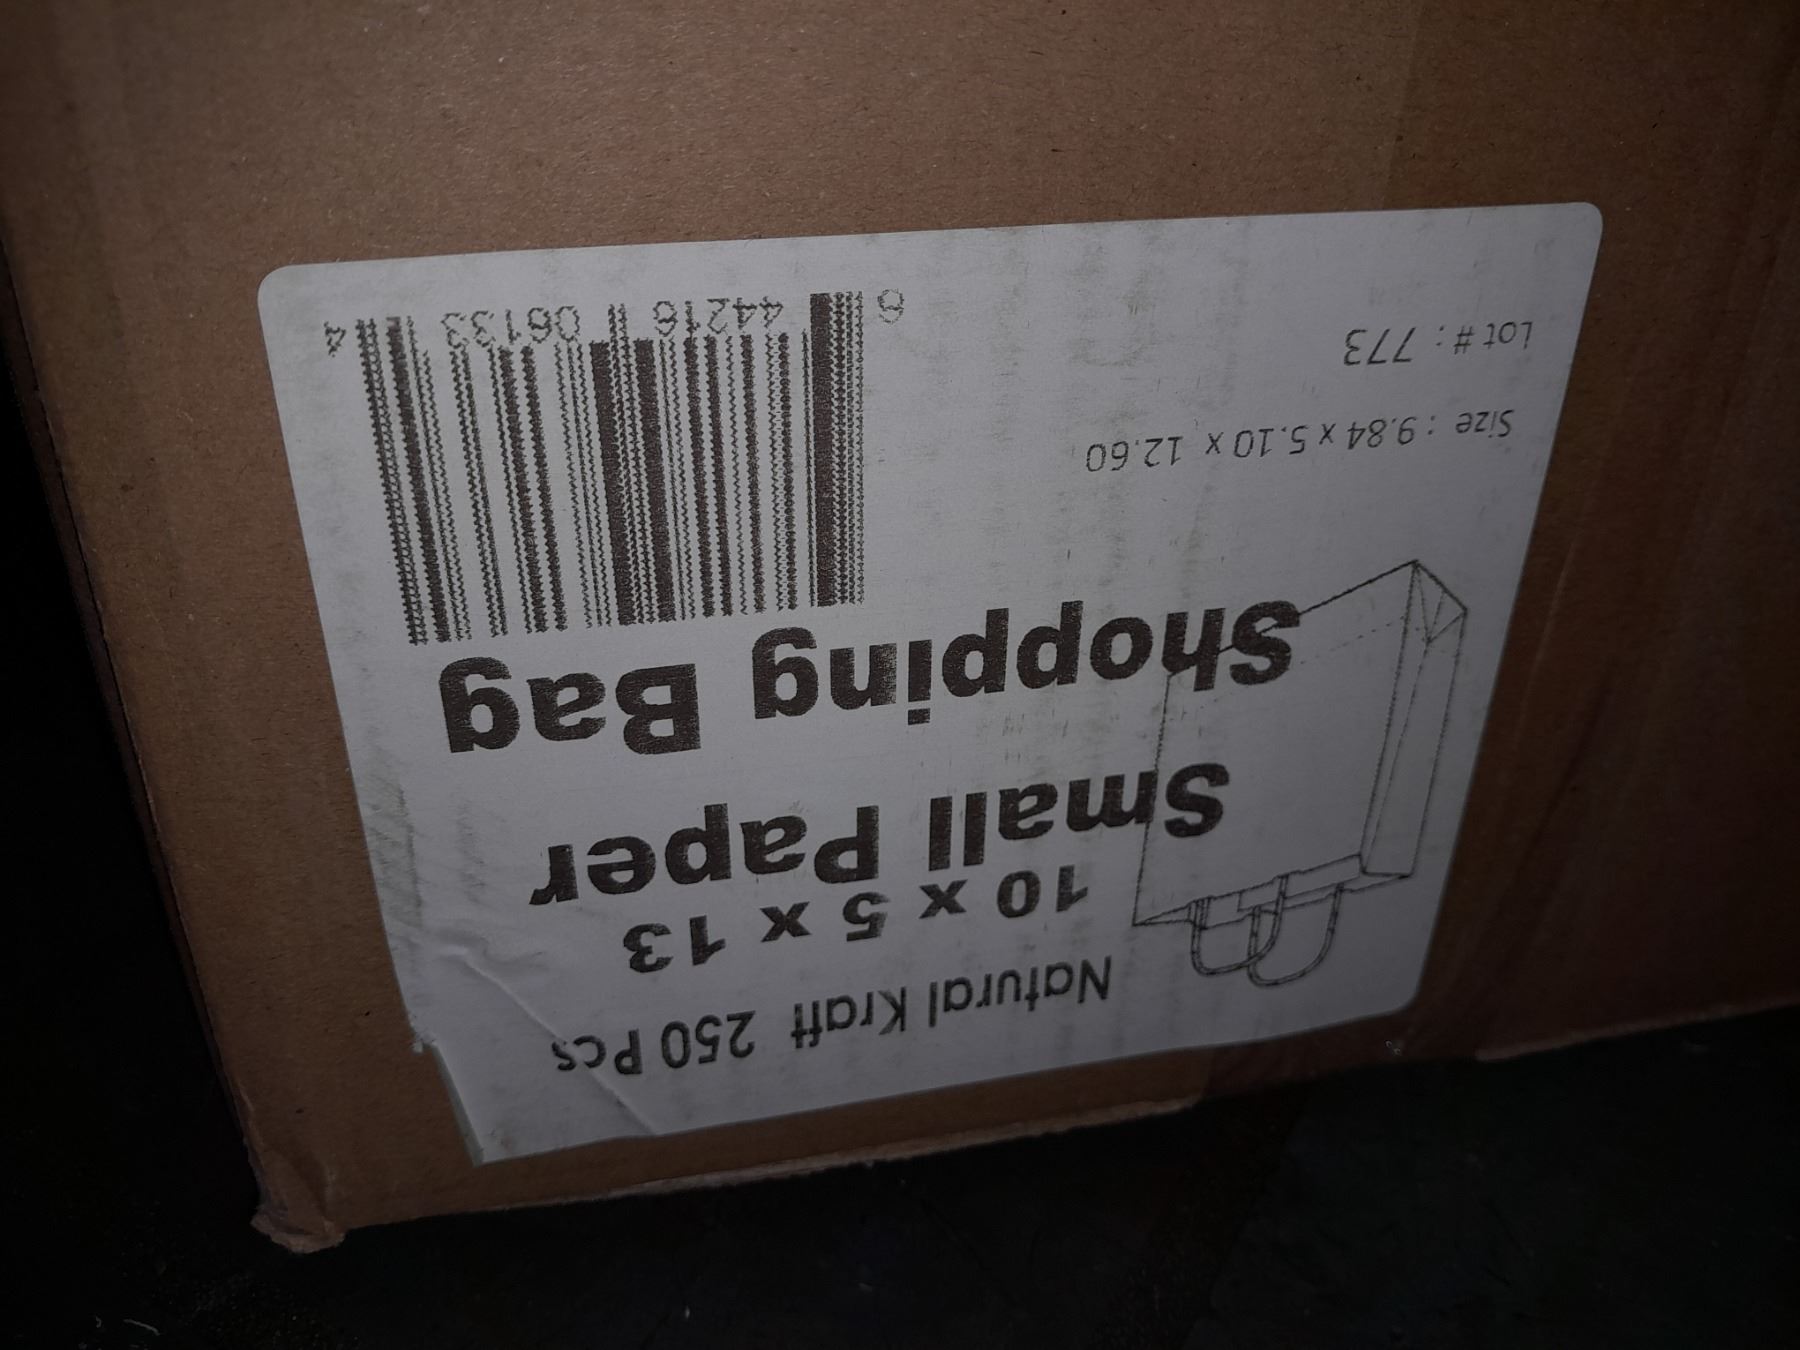 Natural Kraft 250 Pcs
10 x 5 x 13
Small Paper
Shopping Bag
Size : 9.84 x 5.10 x 12.60
Lot # : 773
6 44216 06133 4